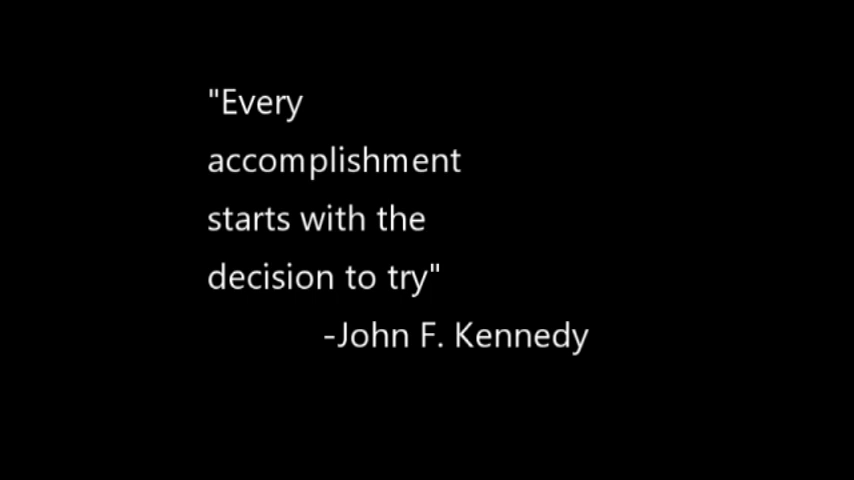 "Every
accomplishment
starts with the
decision to try"
-John F. Kennedy